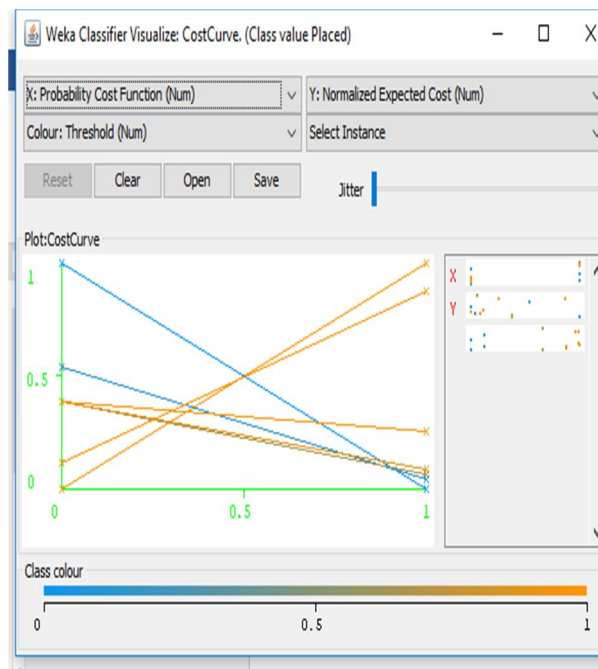 Weka Classifier Visualize: CostCurve. (Class value Placed)
X: Probability Cost Function (Num)
Y: Normalized Expected Cost (Num)
Colour: Threshold (Num)
Select Instance
Reset
Clear
Open
Save
Jitter
Plot:CostCurve
1
0.5
0
0
0.5
1
X
Y
Class colour
0
0.5
1